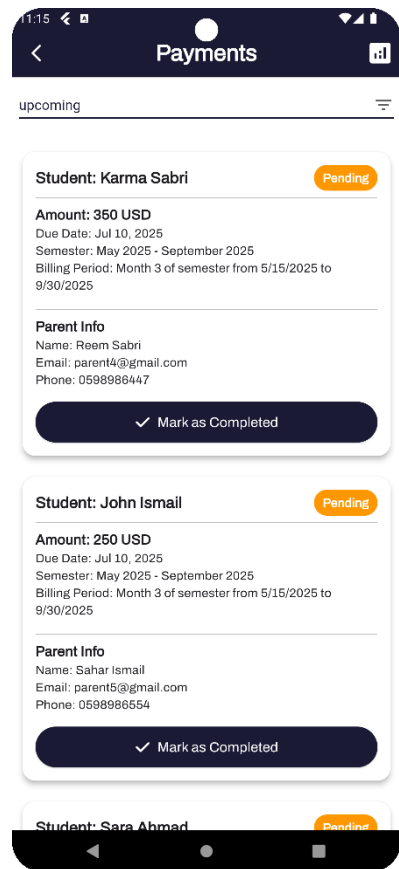 11:15
Payments
upcoming
Student: Karma Sabri
Pending
Amount: 350 USD
Due Date: Jul 10, 2025
Semester: May 2025 - September 2025
Billing Period: Month 3 of semester from 5/15/2025 to
9/30/2025
Parent Info
Name: Reem Sabri
Email: parent4@gmail.com
Phone: 0598986447
Mark as Completed
Student: John Ismail
Pending
Amount: 250 USD
Due Date: Jul 10, 2025
Semester: May 2025 - September 2025
Billing Period: Month 3 of semester from 5/15/2025 to
9/30/2025
Parent Info
Name: Sahar Ismail
Email: parent5@gmail.com
Phone: 0598986554
Mark as Completed
Student: Sara Ahmad
Pending